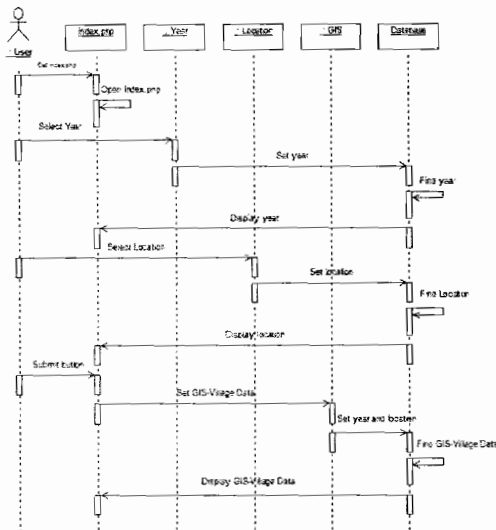 : User
index.php
: Year
: Location
: GIS
Database
Set index.php
Open index.php
Select Year
Set year
Find year
Display year
Select Location
Set location
Find Location
Display location
Submit button
Set GIS-Village Data
Set year and location
Find GIS-Village Data
Display GIS-Village Data